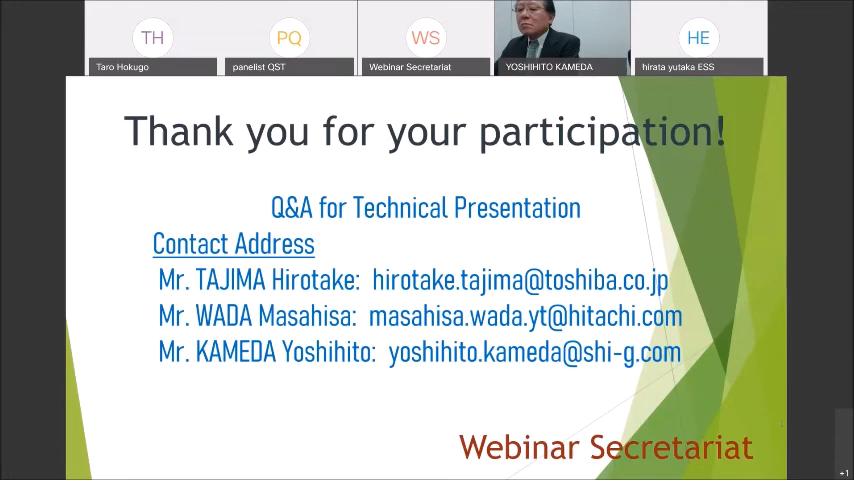 TH
PQ
WS
HE
Taro Hokugo
panelist QST
Webinar Secretariat
YOSHIHITO KAMEDA
hirata yutaka ESS
Thank you for your participation!
Q&A for Technical Presentation
Contact Address
Mr. TAJIMA Hirotake: hirotake.tajima@toshiba.co.jp
Mr. WADA Masahisa: masahisa.wada.yt@hitachi.com
Mr. KAMEDA Yoshihito: yoshihito.kameda@shi-g.com
Webinar Secretariat
+1